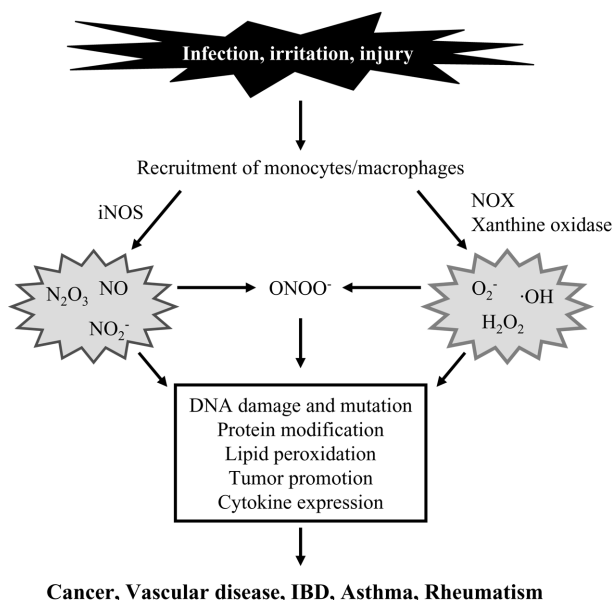 Infection, irritation, injury
Recruitment of monocytes/macrophages
iNOS
NOX
Xanthine oxidase
N₂O₃ NO
NO₂⁻
ONOO⁻
O₂⁻ ·OH
H₂O₂
DNA damage and mutation
Protein modification
Lipid peroxidation
Tumor promotion
Cytokine expression
Cancer, Vascular disease, IBD, Asthma, Rheumatism